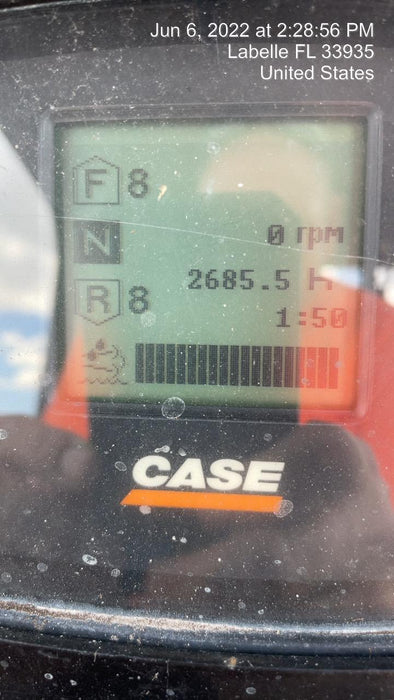 Jun 6, 2022 at 2:28:56 PM
Labelle FL 33935
United States
F 8
N 0 rpm
2685.5 h
R 8
1:50
CASE